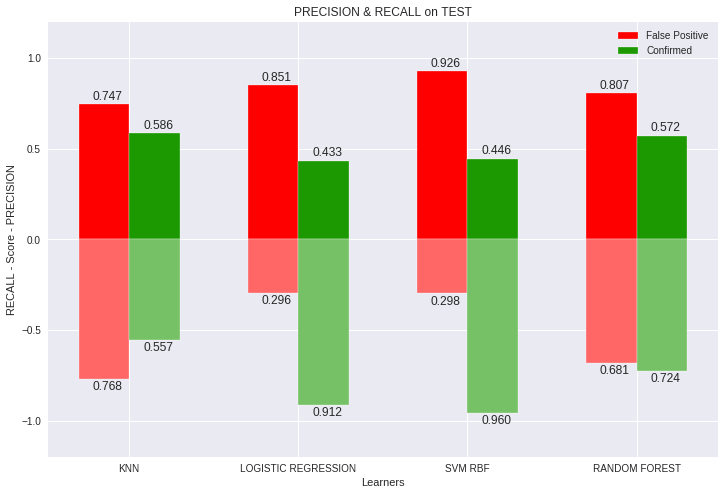 PRECISION & RECALL on TEST
False Positive
Confirmed
RECALL - Score - PRECISION
1.0
0.5
0.0
−0.5
−1.0
0.747
0.586
0.851
0.433
0.926
0.446
0.807
0.572
0.768
0.557
0.296
0.912
0.298
0.960
0.681
0.724
KNN
LOGISTIC REGRESSION
SVM RBF
RANDOM FOREST
Learners